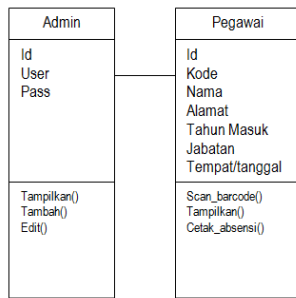 Admin
Id
User
Pass
Tampilkan()
Tambah()
Edit()
Pegawai
Id
Kode
Nama
Alamat
Tahun Masuk
Jabatan
Tempat/tanggal
Scan_barcode()
Tampilkan()
Cetak_absensi()